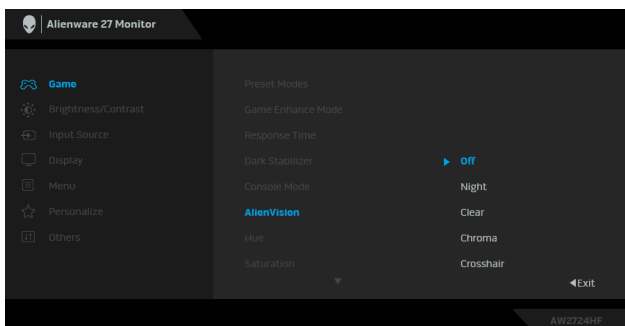 Alienware 27 Monitor
Game
Brightness/Contrast
Input Source
Display
Menu
Personalize
Others
Preset Modes
Game Enhance Mode
Response Time
Dark Stabilizer
Console Mode
AlienVision
Hue
Saturation
Off
Night
Clear
Chroma
Crosshair
Exit
AW2724HF